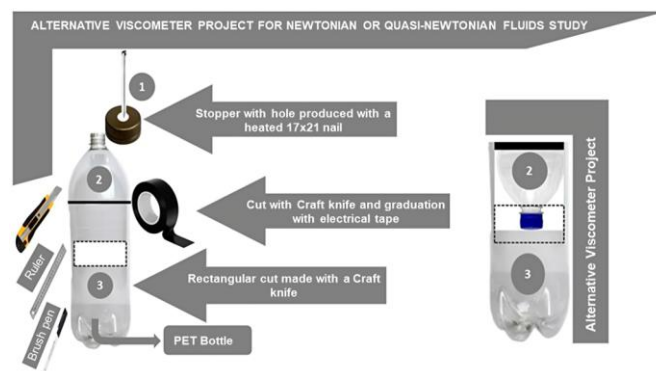 ALTERNATIVE VISCOMETER PROJECT FOR NEWTONIAN OR QUASI-NEWTONIAN FLUIDS STUDY
1
Stopper with hole produced with a
heated 17x21 nail
2
Cut with Craft knife and graduation
with electrical tape
Ruler
3
Rectangular cut made with a Craft
knife
Brush pen
PET Bottle
2
3
Alternative Viscometer Project